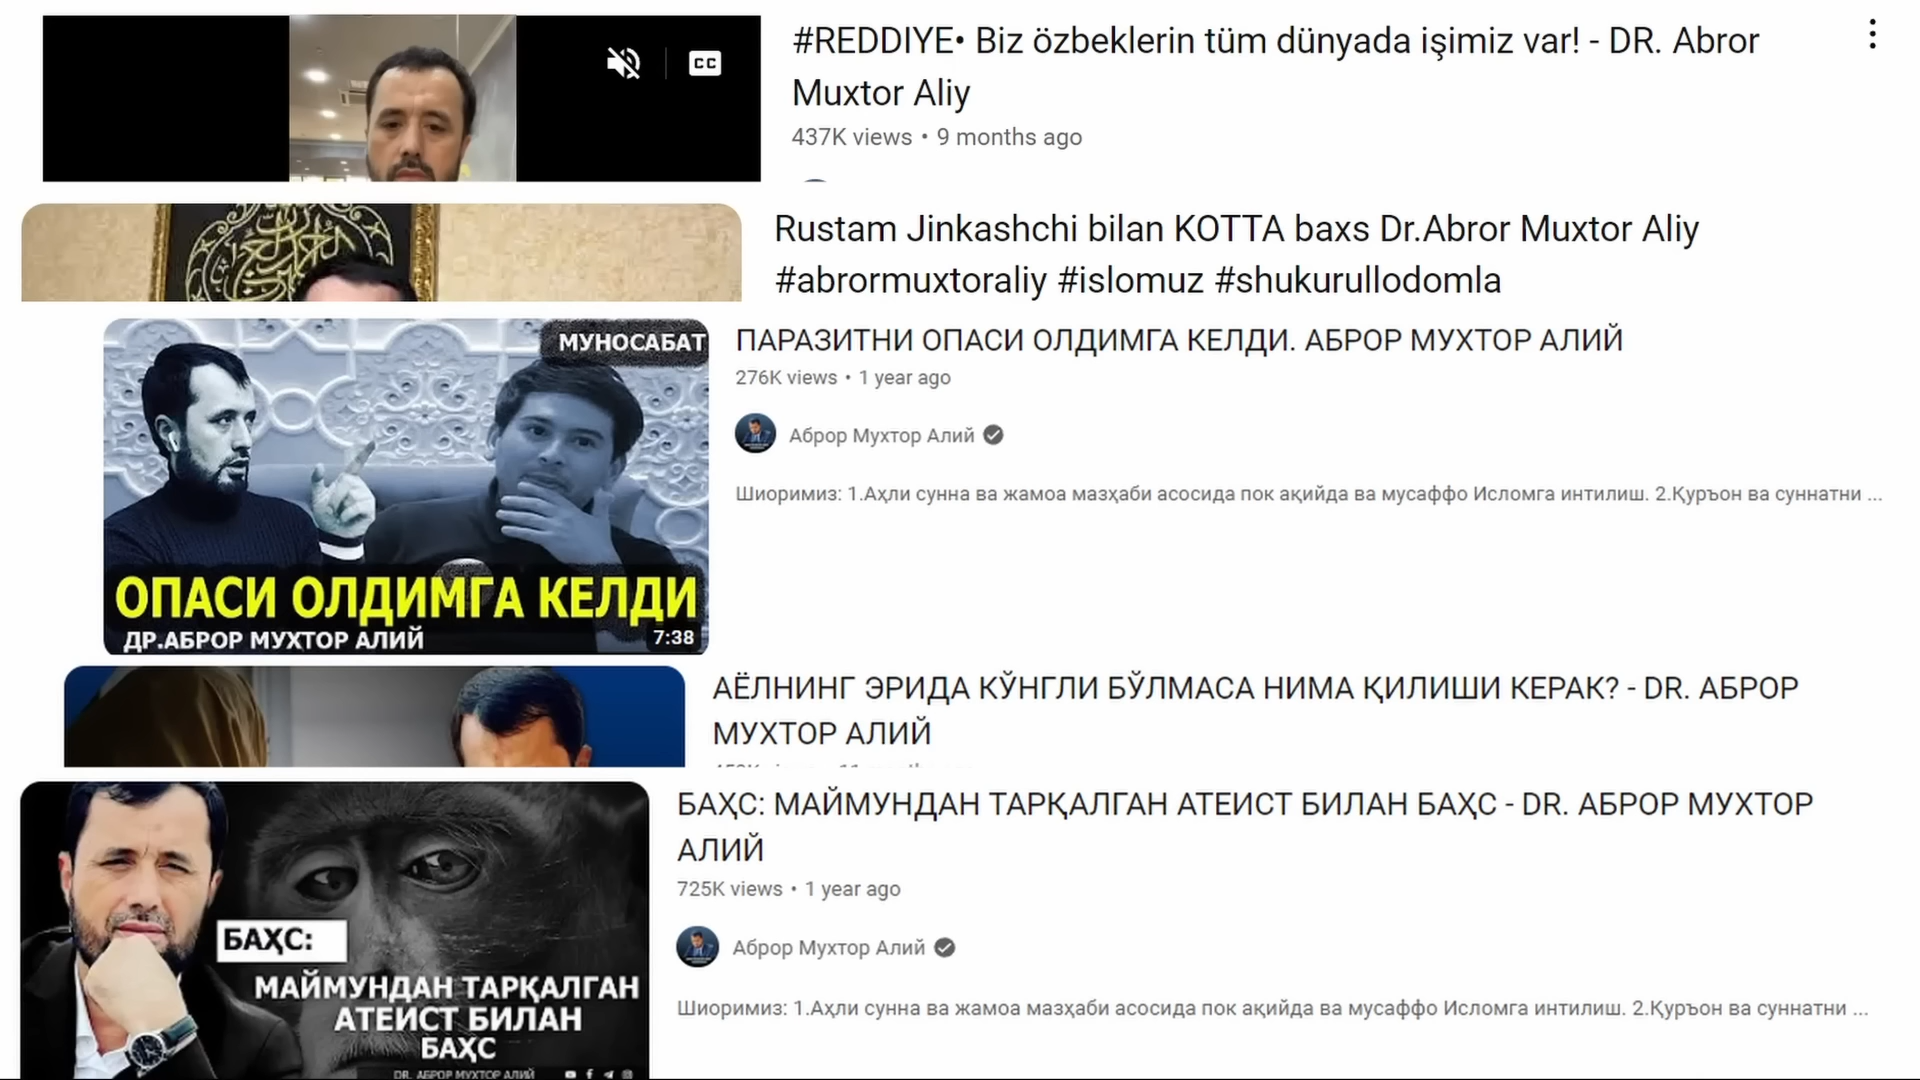 CC
#REDDIYE• Biz özbeklerin tüm dünyada işimiz var! - DR. Abror
Muxtor Aliy
437K views • 9 months ago
Rustam Jinkashchi bilan KOTTA baxs Dr.Abror Muxtor Aliy
#abrormuxtoraliy #islomuz #shukurullodomla
МУНОСАБАТ
ОПАСИ ОЛДИМГА КЕЛДИ
ДР.АБРОР МУХТОР АЛИЙ
7:38
ПАРАЗИТНИ ОПАСИ ОЛДИМГА КЕЛДИ. АБРОР МУХТОР АЛИЙ
276K views • 1 year ago
Аброр Мухтор Алий
Шиоримиз: 1.Аҳли сунна ва жамоа мазҳаби асосида пок ақийда ва мусаффо Исломга интилиш. 2.Қуръон ва суннатни ...
АЁЛНИНГ ЭРИДА КЎНГЛИ БЎЛМАСА НИМА ҚИЛИШИ КЕРАК? - DR. АБРОР
МУХТОР АЛИЙ
БАҲС:
МАЙМУНДАН ТАРҚАЛГАН
АТЕИСТ БИЛАН
БАҲС
DR. АБРОР МУХТОР АЛИЙ
БАҲС: МАЙМУНДАН ТАРҚАЛГАН АТЕИСТ БИЛАН БАҲС - DR. АБРОР МУХТОР
АЛИЙ
725K views • 1 year ago
Аброр Мухтор Алий
Шиоримиз: 1.Аҳли сунна ва жамоа мазҳаби асосида пок ақийда ва мусаффо Исломга интилиш. 2.Қуръон ва суннатни ...